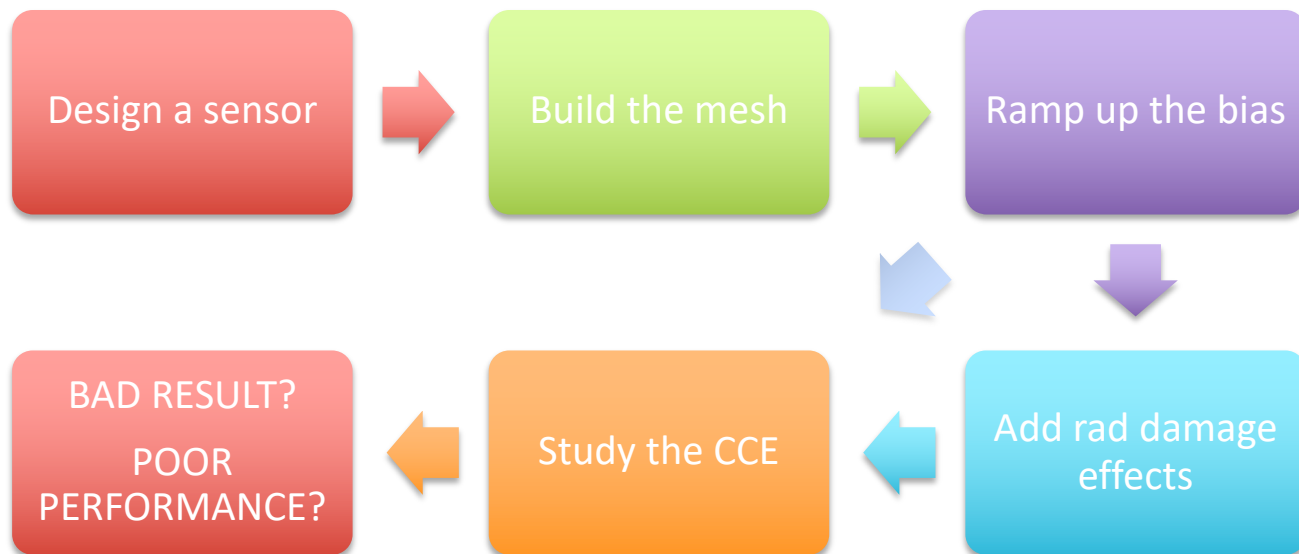 Design a sensor
Build the mesh
Ramp up the bias
BAD RESULT?
POOR
PERFORMANCE?
Study the CCE
Add rad damage
effects